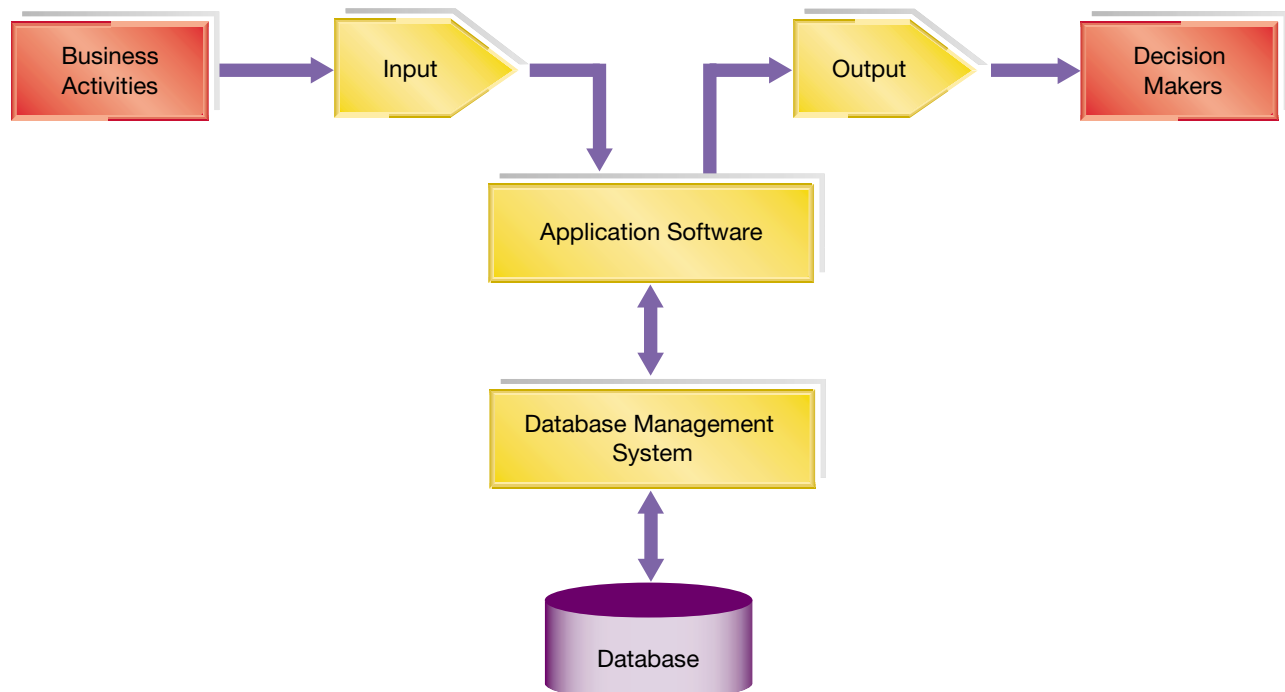 Business
Activities
Input
Output
Decision
Makers
Application Software
Database Management
System
Database